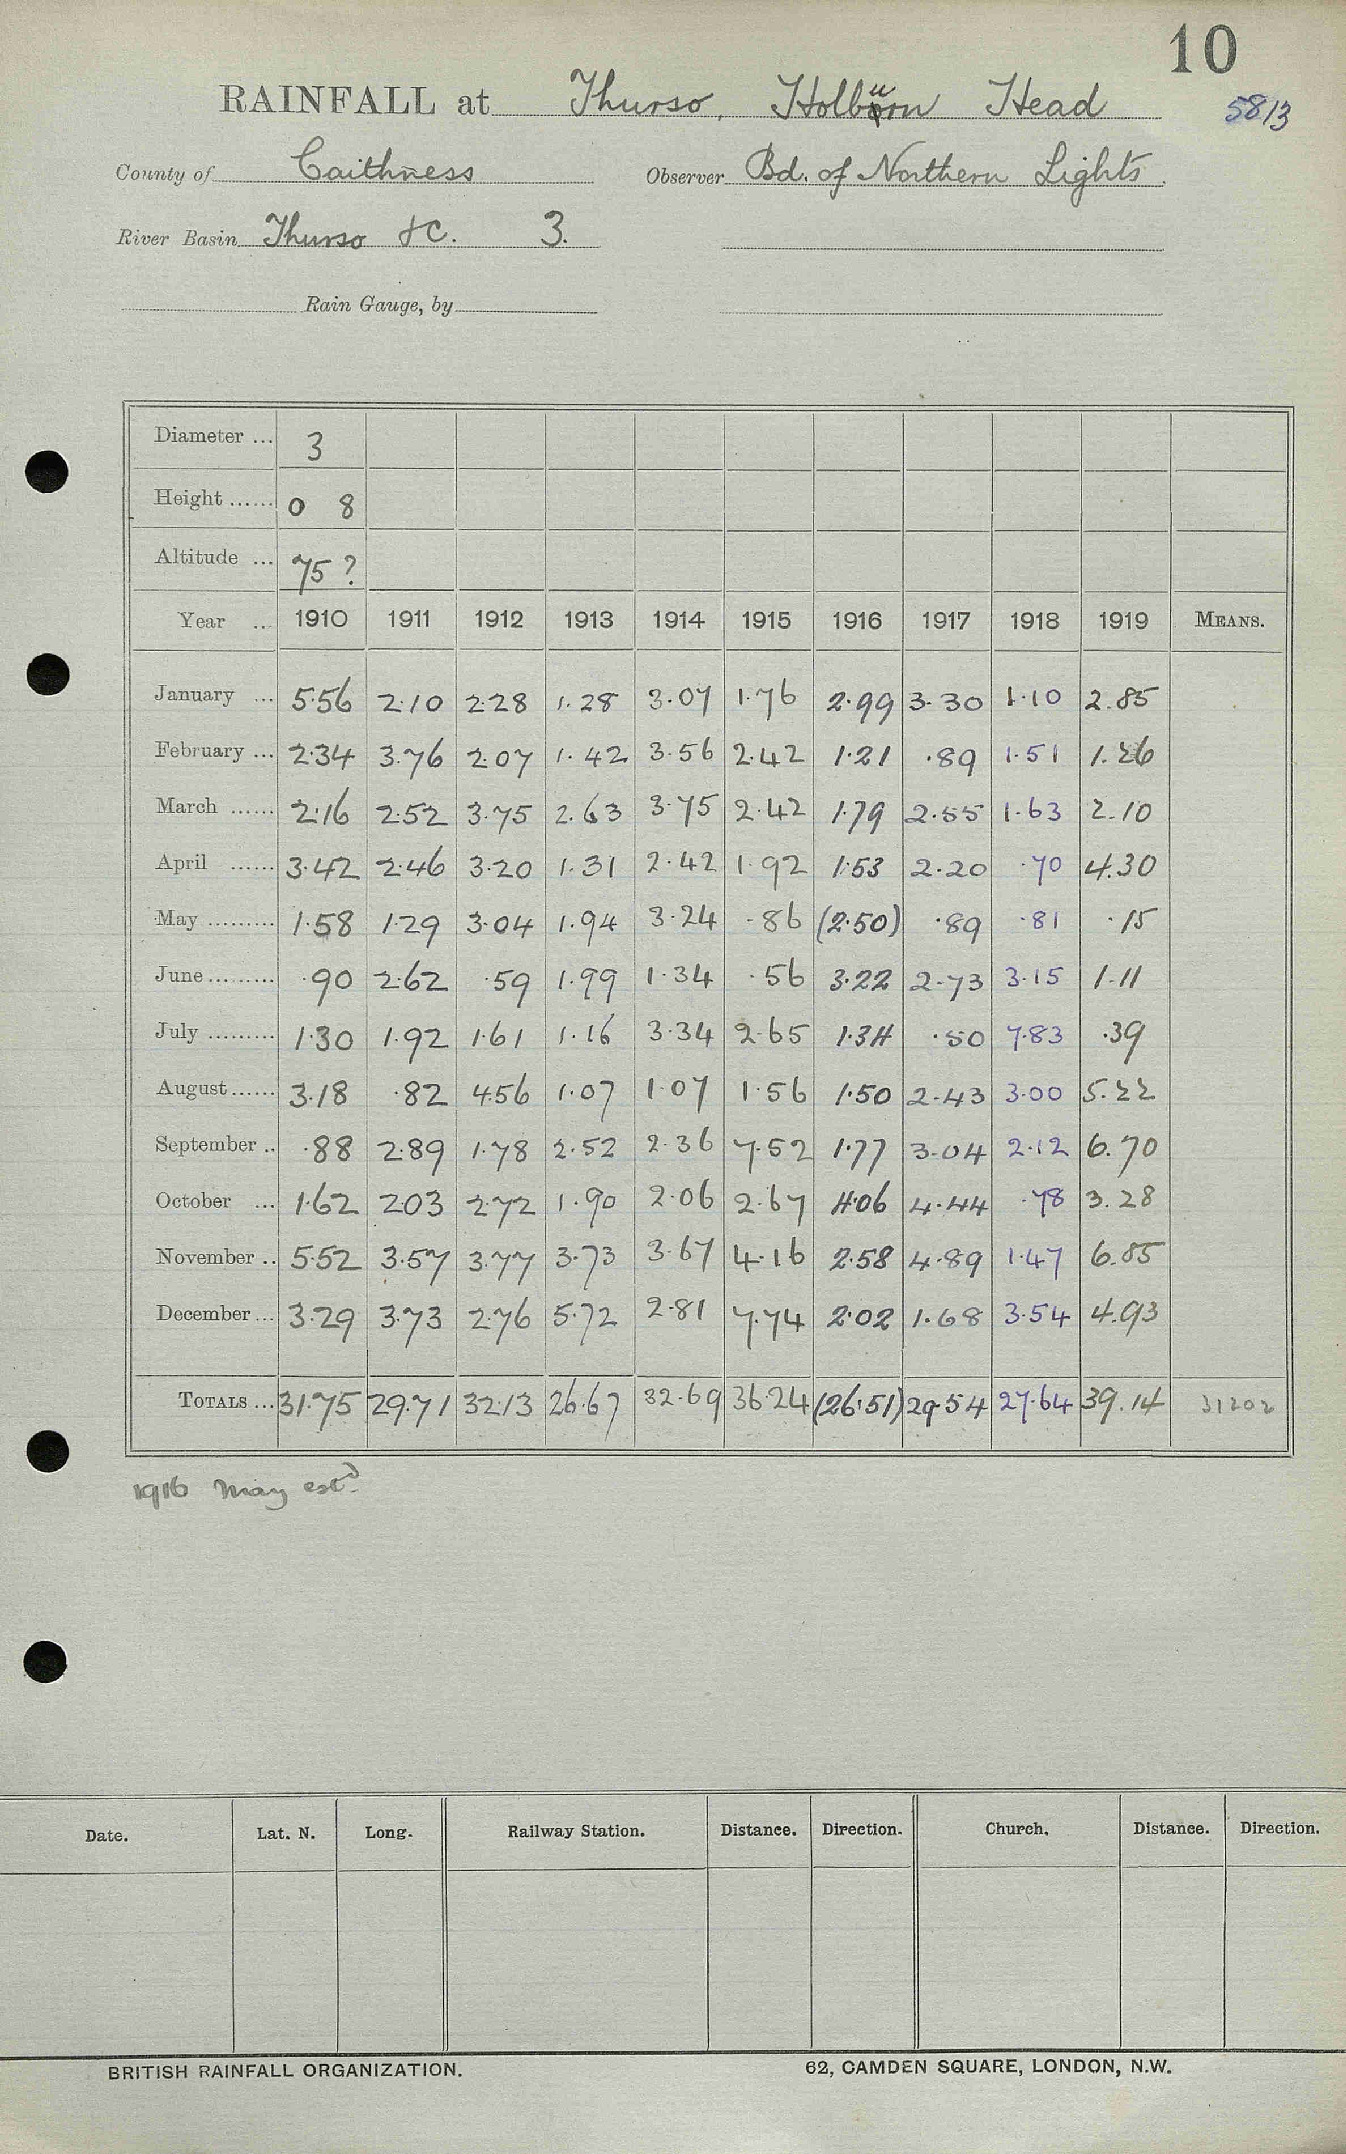 10
RAINFALL at Thurso, Holburn Head 5813
County of Caithness Observer Bd. of Northern Lights.
River Basin Thurso &c. 3.
Rain Gauge, by
Diameter ... 3
Height ...... 0 8
Altitude ... 75?
Year ... 1910 1911 1912 1913 1914 1915 1916 1917 1918 1919 MEANS.
January ... 5.56 2.10 2.28 1.28 3.07 1.76 2.99 3.30 1.10 2.85
February ... 2.34 3.76 2.07 1.42 3.56 2.42 1.21 .89 1.51 1.26
March ...... 2.16 2.52 3.75 2.63 3.75 2.42 1.79 2.55 1.63 2.10
April ...... 3.42 2.46 3.20 1.31 2.42 1.92 1.53 2.20 .70 4.30
May ......... 1.58 1.29 3.04 1.94 3.24 .86 (2.50) .89 .81 .15
June ......... .90 2.62 .59 1.99 1.34 .56 3.22 2.73 3.15 1.11
July ......... 1.30 1.92 1.61 1.16 3.34 2.65 1.34 .50 7.83 .39
August ...... 3.18 .82 4.56 1.07 1.07 1.56 1.50 2.43 3.00 5.22
September .. .88 2.89 1.78 2.52 2.36 7.52 1.77 3.04 2.12 6.70
October ... 1.62 2.03 2.72 1.90 2.06 2.67 4.06 4.44 .78 3.28
November .. 5.52 3.57 3.77 3.73 3.67 4.16 2.58 4.89 1.47 6.85
December ... 3.29 3.73 2.76 5.72 2.81 7.74 2.02 1.68 3.54 4.93
TOTALS ... 31.75 29.71 32.13 26.67 32.69 36.24 (26.51) 29.54 27.64 39.14 31202
1916 May estd.
Date. Lat. N. Long. Railway Station. Distance. Direction. Church. Distance. Direction.
BRITISH RAINFALL ORGANIZATION. 62, CAMDEN SQUARE, LONDON, N.W.